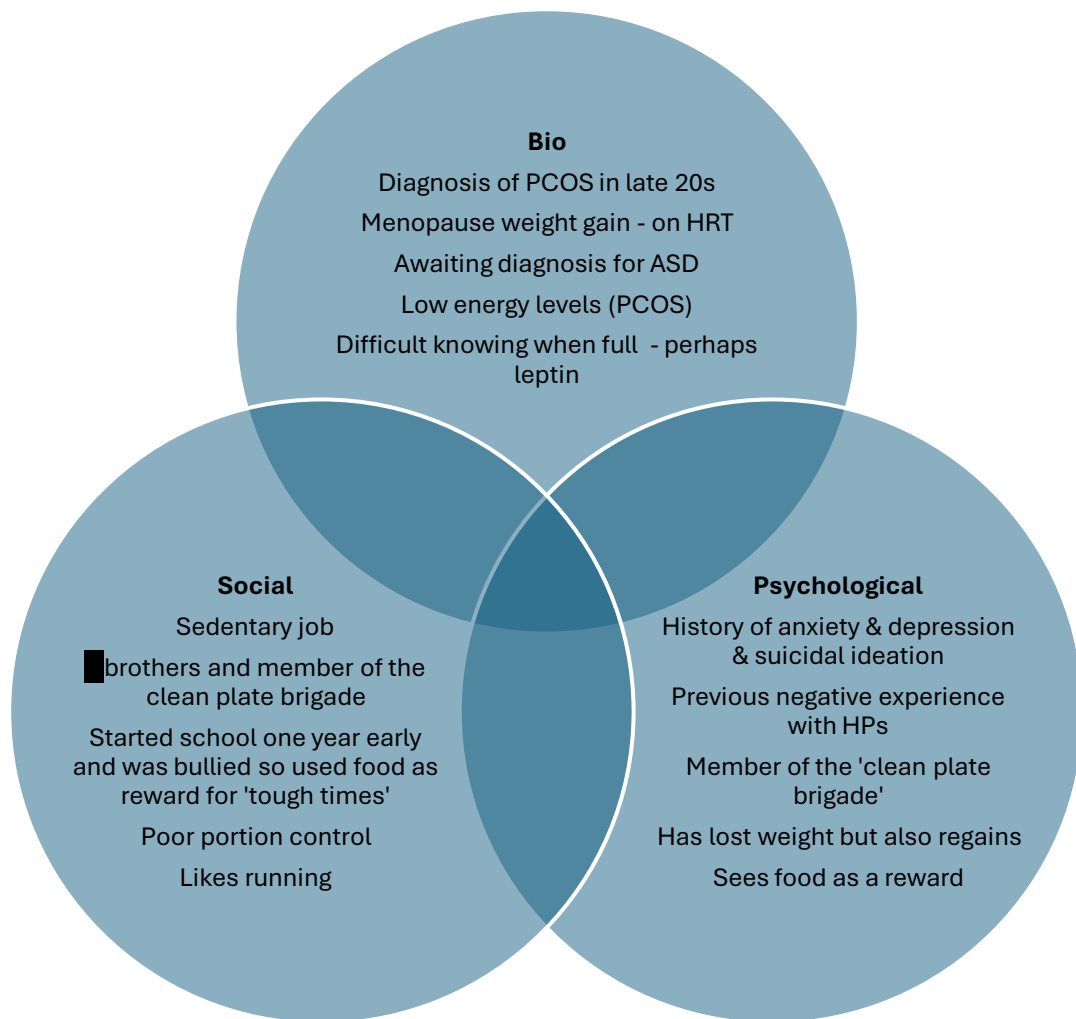 Bio
Diagnosis of PCOS in late 20s
Menopause weight gain - on HRT
Awaiting diagnosis for ASD
Low energy levels (PCOS)
Difficult knowing when full - perhaps
leptin
Social
Sedentary job
brothers and member of the
clean plate brigade
Started school one year early
and was bullied so used food as
reward for 'tough times'
Poor portion control
Likes running
Psychological
History of anxiety & depression
& suicidal ideation
Previous negative experience
with HPs
Member of the 'clean plate
brigade'
Has lost weight but also regains
Sees food as a reward